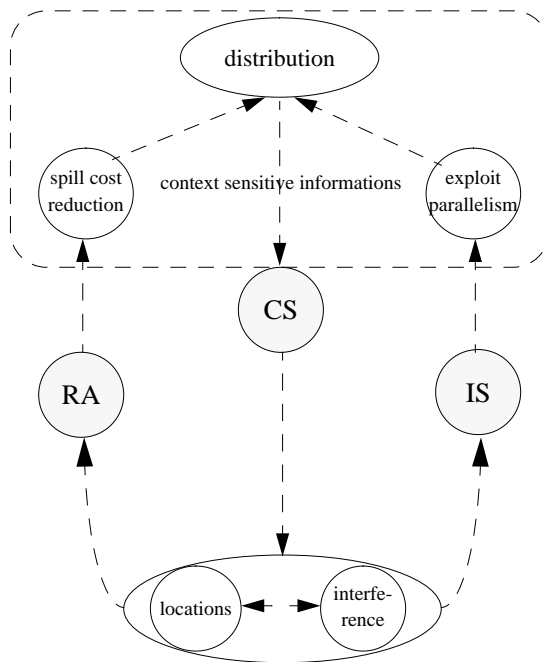 distribution
spill cost
reduction
context sensitive informations
exploit
parallelism
CS
RA
IS
locations
interfe-
rence